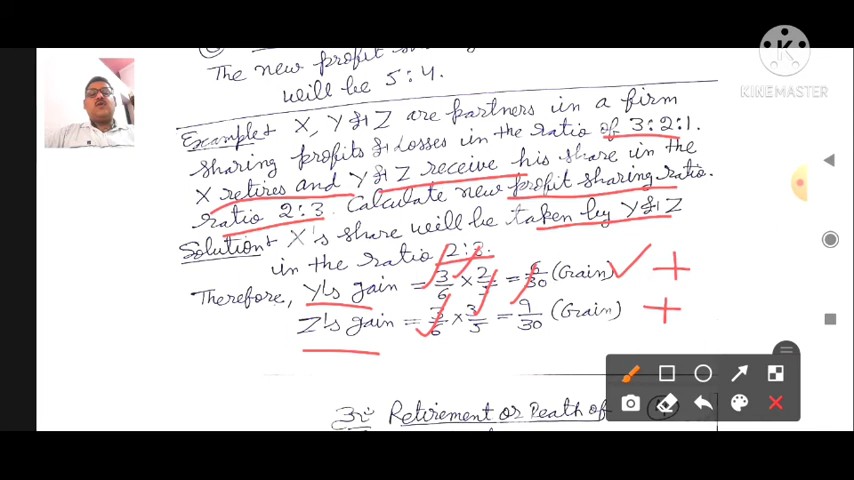 The new profit sharing
will be 5:4.
KINEMASTER
Example→ X, Y & Z are partners in a firm
sharing profits & losses in the ratio of 3:2:1.
X retires and Y & Z receive his share in the
ratio 2:3. Calculate new profit sharing ratio.
Solution→ X's share will be taken by Y & Z
in the ratio 2:3.
Therefore, Y's gain = 3/6 × 2/5 = 6/30 (Grain) +
Z's gain = 3/6 × 3/5 = 9/30 (Grain) +
Retirement or Death of